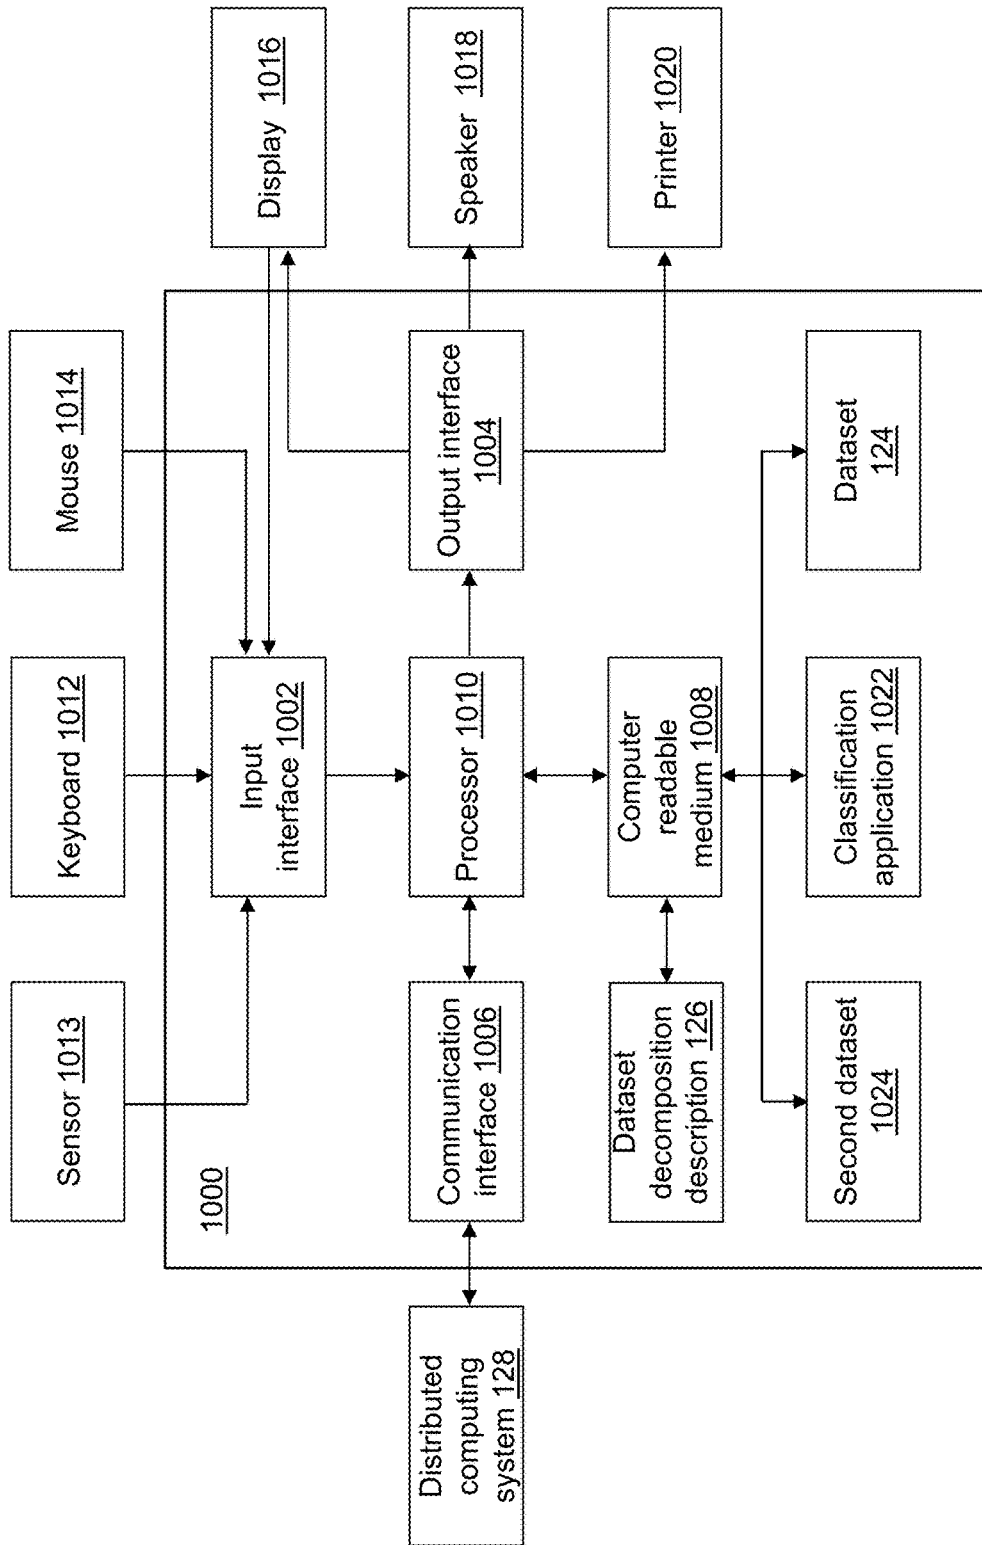 Sensor 1013
Keyboard 1012
Mouse 1014
1000
Input
interface 1002
Display 1016
Distributed
computing
system 128
Communication
interface 1006
Processor 1010
Output interface
1004
Speaker 1018
Dataset
decomposition
description 126
Computer
readable
medium 1008
Printer 1020
Second dataset
1024
Classification
application 1022
Dataset
124